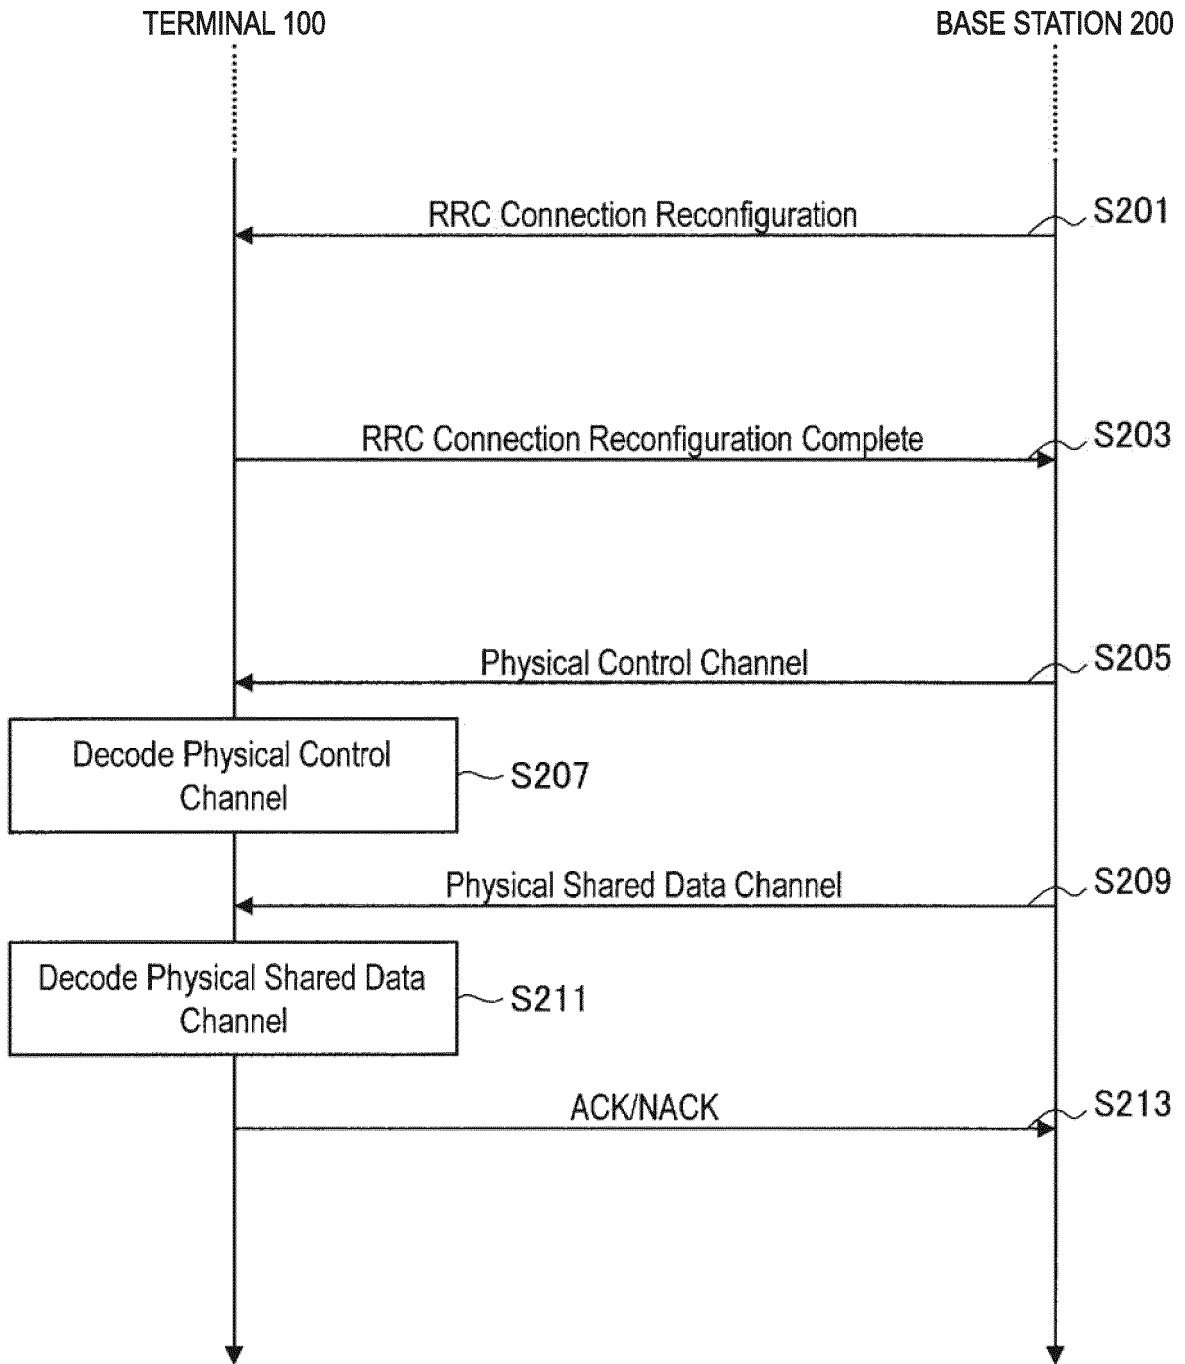 TERMINAL 100
BASE STATION 200
RRC Connection Reconfiguration
S201
RRC Connection Reconfiguration Complete
S203
Physical Control Channel
S205
Decode Physical Control
Channel
S207
Physical Shared Data Channel
S209
Decode Physical Shared Data
Channel
S211
ACK/NACK
S213